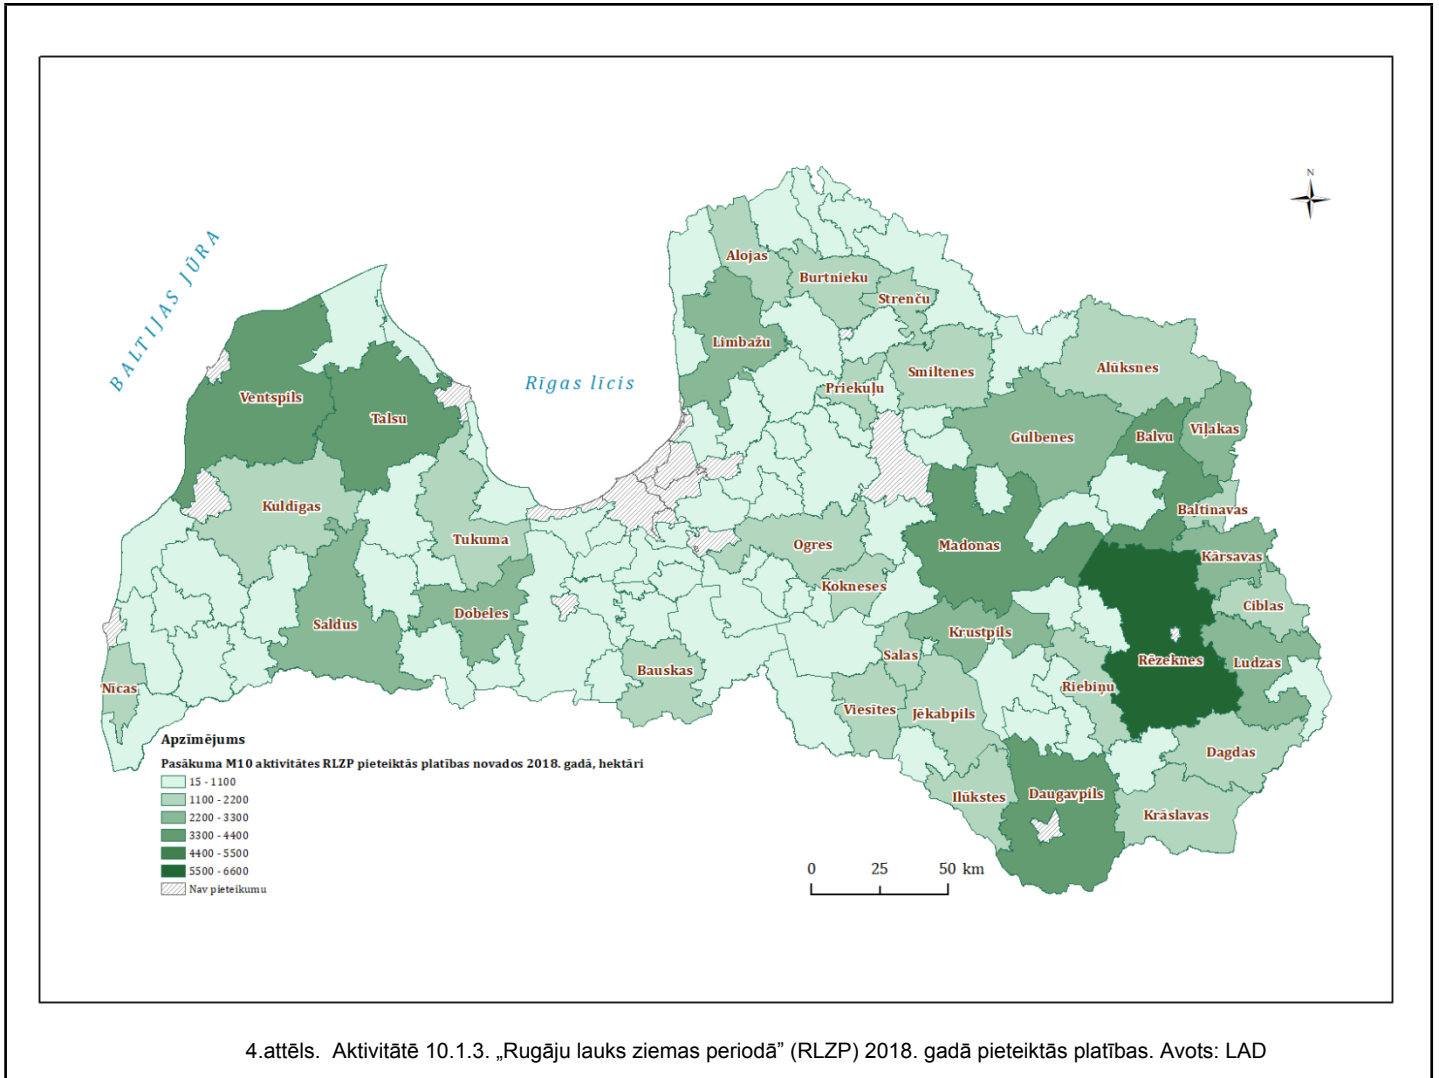 N
BALTIJAS JŪRA
Rīgas līcis
Alojas
Burtnieku
Strenču
Limbažu
Alūksnes
Smiltenes
Priekuļu
Ventspils
Talsu
Gulbenes
Balvu
Viļakas
Kuldīgas
Baltinavas
Tukuma
Ogres
Madonas
Kārsavas
Kokneses
Ciblas
Dobeles
Saldus
Krustpils
Salas
Rēzeknes
Ludzas
Bauskas
Nīcas
Riebiņu
Viesītes
Jēkabpils
Dagdas
Ilūkstes
Daugavpils
Krāslavas
Apzīmējums
Pasākuma M10 aktivitātes RLZP pieteiktās platības novados 2018. gadā, hektāri
15 - 1100
1100 - 2200
2200 - 3300
3300 - 4400
4400 - 5500
5500 - 6600
Nav pieteikumu
0 25 50 km
4.attēls. Aktivitātē 10.1.3. „Rugāju lauks ziemas periodā” (RLZP) 2018. gadā pieteiktās platības. Avots: LAD